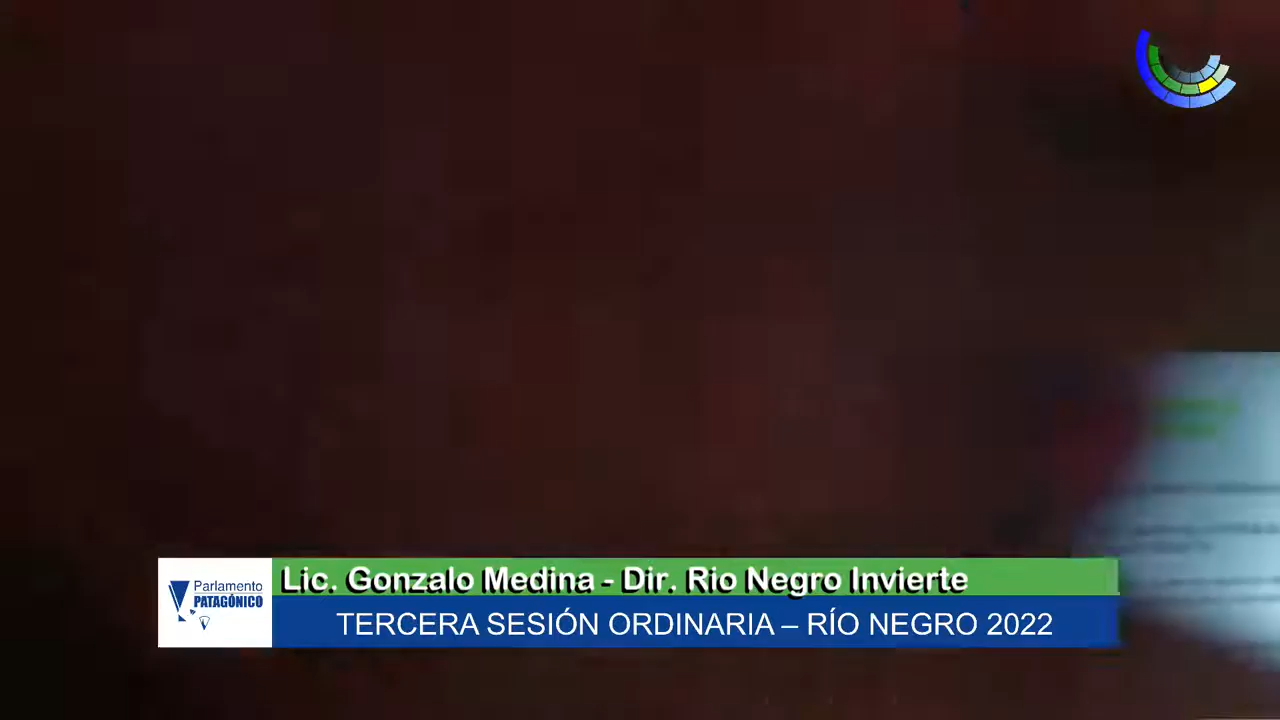 Parlamento
PATAGÓNICO
Lic. Gonzalo Medina - Dir. Rio Negro Invierte
TERCERA SESIÓN ORDINARIA – RÍO NEGRO 2022